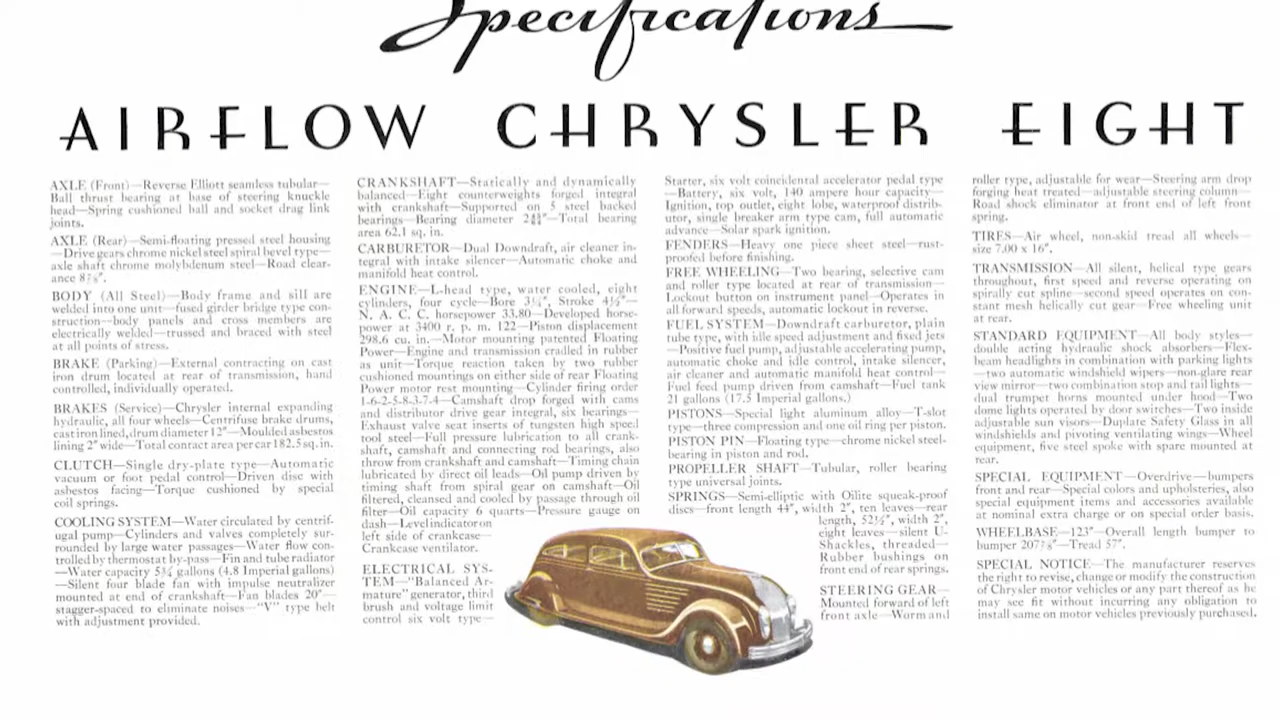 Specifications
AIRFLOW CHRYSLER EIGHT
AXLE (Front)—Reverse Elliott seamless tubular—
Ball thrust bearing at base of steering knuckle
head—Spring cushioned ball and socket drag link
joints.
AXLE (Rear)—Semi-floating pressed steel housing
—Drive gears chrome nickel steel spiral bevel type—
axle shaft chrome molybdenum steel—Road clear-
ance 8⅞".
BODY (All Steel)—Body frame and sill are
welded into one unit—fused girder bridge type con-
struction—body panels and cross members are
electrically welded—trussed and braced with steel
at all points of stress.
BRAKE (Parking)—External contracting on cast
iron drum located at rear of transmission, hand
controlled, individually operated.
BRAKES (Service)—Chrysler internal expanding
hydraulic, all four wheels—Centrifuse brake drums,
cast iron lined, drum diameter 12"—Moulded asbestos
lining 2" wide—Total contact area per car 182.5 sq. in.
CLUTCH—Single dry-plate type—Automatic
vacuum or foot pedal control—Driven disc with
asbestos facing—Torque cushioned by special
coil springs.
COOLING SYSTEM—Water circulated by centrif-
ugal pump—Cylinders and valves completely sur-
rounded by large water passages—Water flow con-
trolled by thermostat by-pass—Fin and tube radiator
—Water capacity 5¾ gallons (4.8 Imperial gallons)
—Silent four blade fan with impulse neutralizer
mounted at end of crankshaft—Fan blades 20"—
stagger-spaced to eliminate noises—"V" type belt
with adjustment provided.
CRANKSHAFT—Statically and dynamically
balanced—Eight counterweights forged integral
with crankshaft—Supported on 5 steel backed
bearings—Bearing diameter —Total bearing
area 62.1 sq. in.
CARBURETOR—Dual Downdraft, air cleaner in-
tegral with intake silencer—Automatic choke and
manifold heat control.
ENGINE—L-head type, water cooled, eight
cylinders, four cycle—Bore 3¼", Stroke 4½"—
N. A. C. C. horsepower 33.80—Developed horse-
power at 3400 r. p. m. 122—Piston displacement
298.6 cu. in.—Motor mounting patented Floating
Power—Engine and transmission cradled in rubber
as unit—Torque reaction taken by two rubber
cushioned mountings on either side of rear Floating
Power motor rest mounting—Cylinder firing order
1-6-2-5-8-3-7-4—Camshaft drop forged with cams
and distributor drive gear integral, six bearings—
Exhaust valve seat inserts of tungsten high speed
tool steel—Full pressure lubrication to all crank-
shaft, camshaft and connecting rod bearings, also
throw from crankshaft and camshaft—Timing chain
lubricated by direct oil leads—Oil pump driven by
timing shaft from spiral gear on camshaft—Oil
filtered, cleansed and cooled by passage through oil
filter—Oil capacity 6 quarts—Pressure gauge on
dash—Level indicator on
left side of crankcase—
Crankcase ventilator.
ELECTRICAL SYS-
TEM—"Balanced Ar-
mature" generator, third
brush and voltage limit
control six volt type—
Starter, six volt coincidental accelerator pedal type
—Battery, six volt, 140 ampere hour capacity—
Ignition, top outlet, eight lobe, waterproof distrib-
utor, single breaker arm type cam, full automatic
advance—Solar spark ignition.
FENDERS—Heavy one piece sheet steel—rust-
proofed before finishing.
FREE WHEELING—Two bearing, selective cam
and roller type located at rear of transmission—
Lockout button on instrument panel—Operates in
all forward speeds, automatic lockout in reverse.
FUEL SYSTEM—Downdraft carburetor, plain
tube type, with idle speed adjustment and fixed jets
—Positive fuel pump, adjustable accelerating pump,
automatic choke and idle control, intake silencer,
air cleaner and automatic manifold heat control—
Fuel feed pump driven from camshaft—Fuel tank
21 gallons (17.5 Imperial gallons.)
PISTONS—Special light aluminum alloy—T-slot
type—three compression and one oil ring per piston.
PISTON PIN—Floating type—chrome nickel steel-
bearing in piston and rod.
PROPELLER SHAFT—Tubular, roller bearing
type universal joints.
SPRINGS—Semi-elliptic with Oilite squeak-proof
discs—front length 44", width 2", ten leaves—rear
length, 52½", width 2",
eight leaves—silent U-
Shackles, threaded—
Rubber bushings on
front end of rear springs.
STEERING GEAR—
Mounted forward of left
front axle—Worm and
roller type, adjustable for wear—Steering arm drop
forging heat treated—adjustable steering column—
Road shock eliminator at front end of left front
spring.
TIRES—Air wheel, non-skid tread all wheels—
size 7.00 x 16".
TRANSMISSION—All silent, helical type gears
throughout, first speed and reverse operating on
spirally cut spline—second speed operates on con-
stant mesh helically cut gear—Free wheeling unit
at rear.
STANDARD EQUIPMENT—All body styles—
double acting hydraulic shock absorbers—Flex-
beam headlights in combination with parking lights
—two automatic windshield wipers—non-glare rear
view mirror—two combination stop and tail lights—
dual trumpet horns mounted under hood—Two
dome lights operated by door switches—Two inside
adjustable sun visors—Duplate Safety Glass in all
windshields and pivoting ventilating wings—Wheel
equipment, five steel spoke with spare mounted at
rear.
SPECIAL EQUIPMENT—Overdrive—bumpers
front and rear—Special colors and upholsteries, also
special equipment items and accessories available
at nominal extra charge or on special order basis.
WHEELBASE—123"—Overall length bumper to
bumper 207⅞"—Tread 57".
SPECIAL NOTICE—The manufacturer reserves
the right to revise, change or modify the construction
of Chrysler motor vehicles or any part thereof as he
may see fit without incurring any obligation to
install same on motor vehicles previously purchased.